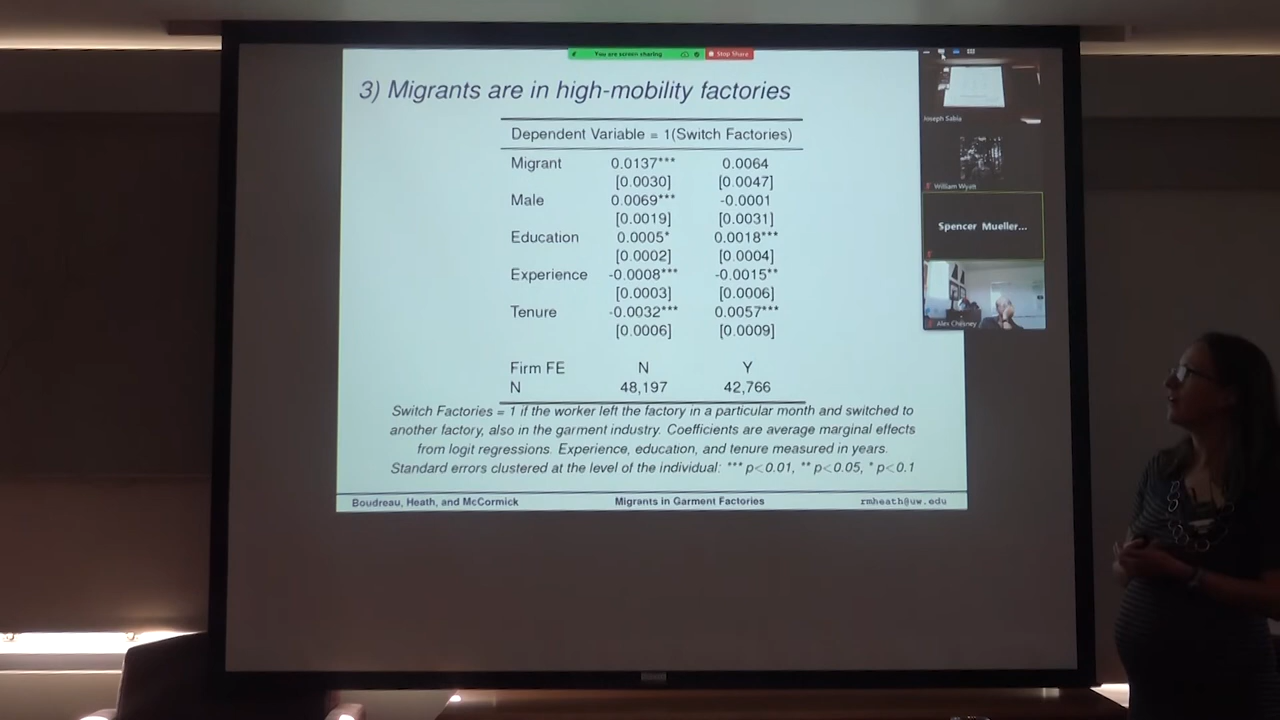 You are screen sharing
Stop Share
3) Migrants are in high-mobility factories
Dependent Variable = 1(Switch Factories)
Migrant 0.0137*** 0.0064
[0.0030] [0.0047]
Male 0.0069*** -0.0001
[0.0019] [0.0031]
Education 0.0005* 0.0018***
[0.0002] [0.0004]
Experience -0.0008*** -0.0015**
[0.0003] [0.0006]
Tenure -0.0032*** 0.0057***
[0.0006] [0.0009]
Firm FE N Y
N 48,197 42,766
Switch Factories = 1 if the worker left the factory in a particular month and switched to
another factory, also in the garment industry. Coefficients are average marginal effects
from logit regressions. Experience, education, and tenure measured in years.
Standard errors clustered at the level of the individual: *** p<0.01, ** p<0.05, * p<0.1
Boudreau, Heath, and McCormick Migrants in Garment Factories rmheath@uw.edu
Joseph Sabia
William Wyatt
Spencer Mueller...
Alex Chesney